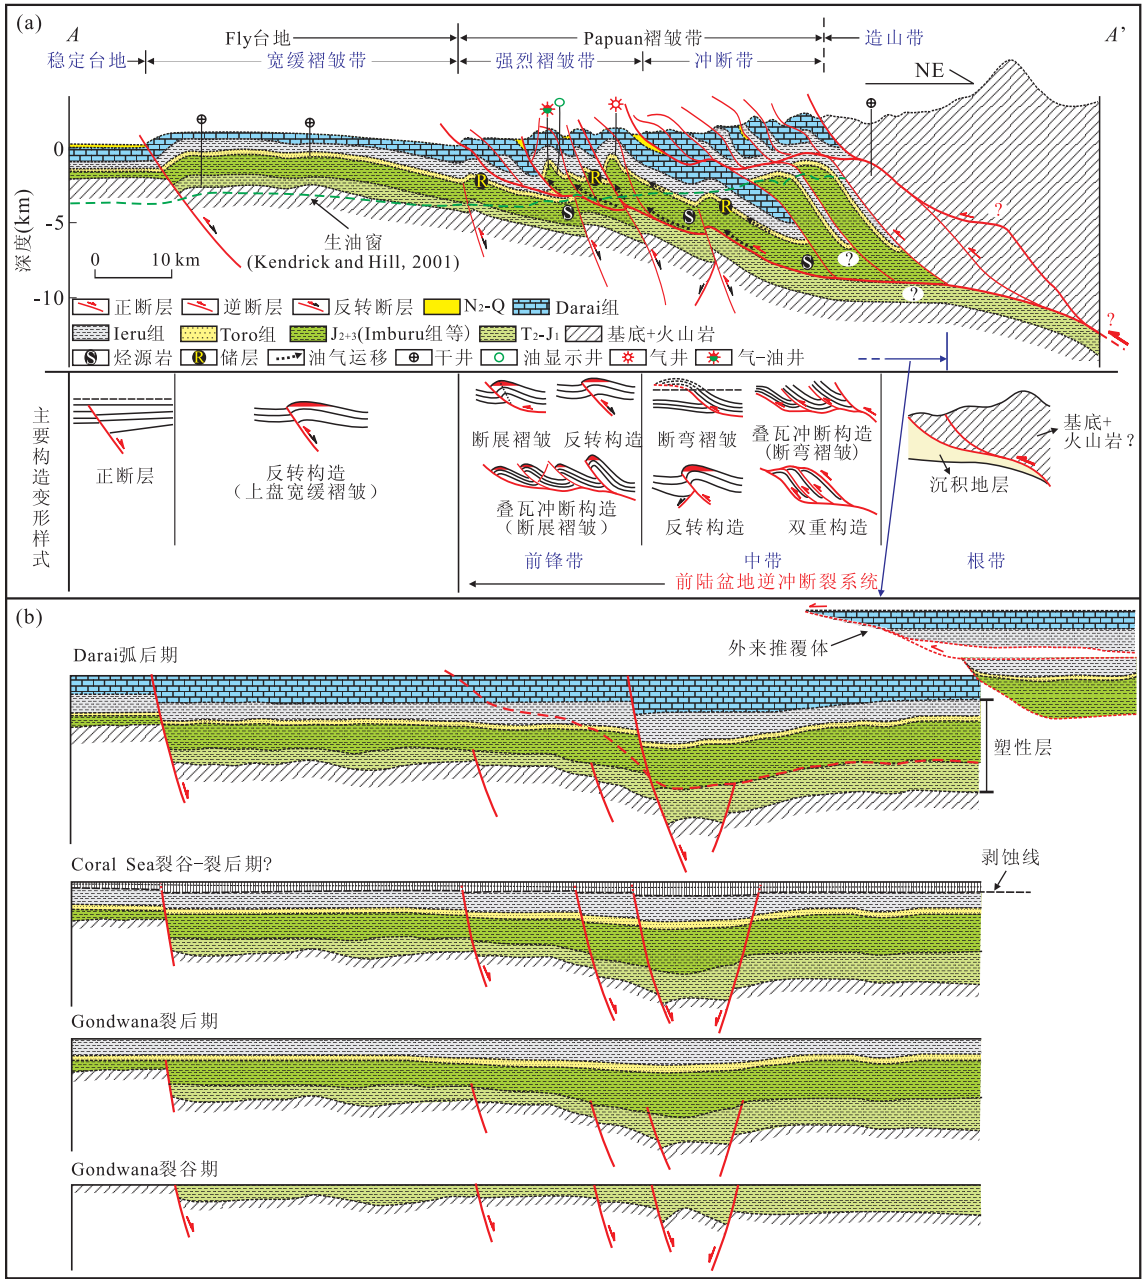 (a)
A
A’
Fly台地
Papuan褶皱带
造山带
稳定台地
宽缓褶皱带
强烈褶皱带
冲断带
NE
0
-5
-10
深度(km)
R
R
R
S
S
S
?
?
?
?
生油窗
(Kendrick and Hill, 2001)
0 10 km
正断层 逆断层 反转断层 N2-Q Darai组
Ieru组 Toro组 J2+3(Imburu组等) T2-J1 基底+火山岩
S 烃源岩 R 储层 油气运移 干井 油显示井 气井 气-油井
主要构造变形样式
正断层
反转构造
(上盘宽缓褶皱)
断展褶皱
反转构造
叠瓦冲断构造
(断展褶皱)
断弯褶皱
叠瓦冲断构造
(断弯褶皱)
反转构造
双重构造
基底+
火山岩?
沉积地层
前锋带
中带
根带
前陆盆地逆冲断裂系统
(b)
外来推覆体
Darai弧后期
塑性层
Coral Sea裂谷-裂后期?
剥蚀线
Gondwana裂后期
Gondwana裂谷期